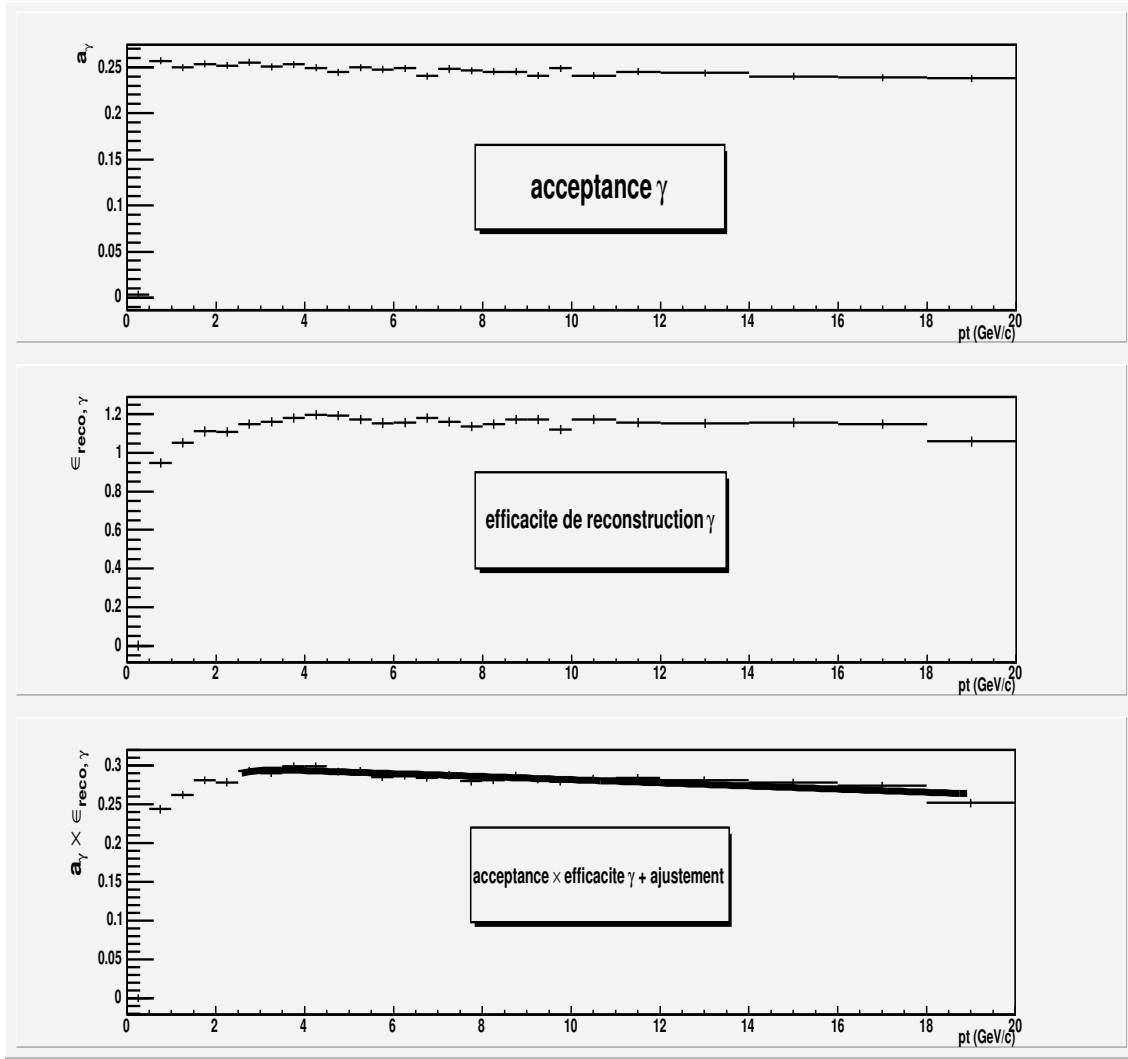 a_γ
0.25
0.2
0.15
0.1
0.05
0
acceptance γ
0 2 4 6 8 10 12 14 16 18 20
pt (GeV/c)
∈_reco, γ
1.2
1
0.8
0.6
0.4
0.2
0
efficacite de reconstruction γ
0 2 4 6 8 10 12 14 16 18 20
pt (GeV/c)
a_γ × ∈_reco, γ
0.3
0.25
0.2
0.15
0.1
0.05
0
acceptance × efficacite γ + ajustement
0 2 4 6 8 10 12 14 16 18 20
pt (GeV/c)